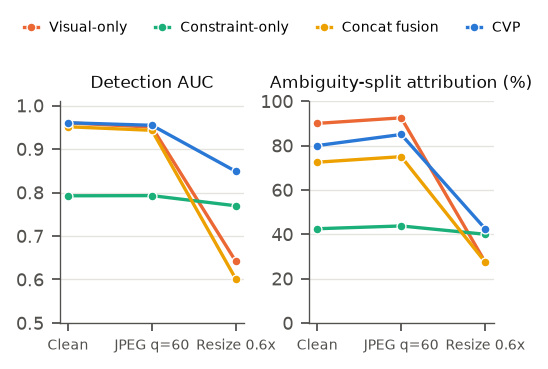 Visual-only Constraint-only Concat fusion CVP
Detection AUC
1.0
0.9
0.8
0.7
0.6
0.5
Clean JPEG q=60 Resize 0.6x
Ambiguity-split attribution (%)
100
80
60
40
20
0
Clean JPEG q=60 Resize 0.6x